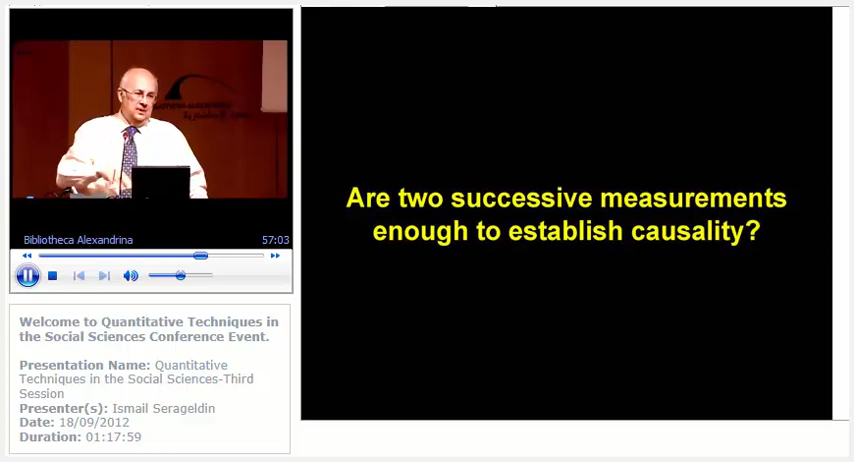 Are two successive measurements
enough to establish causality?
Bibliotheca Alexandrina
57:03
Welcome to Quantitative Techniques in
the Social Sciences Conference Event.
Presentation Name: Quantitative
Techniques in the Social Sciences-Third
Session
Presenter(s): Ismail Serageldin
Date: 18/09/2012
Duration: 01:17:59